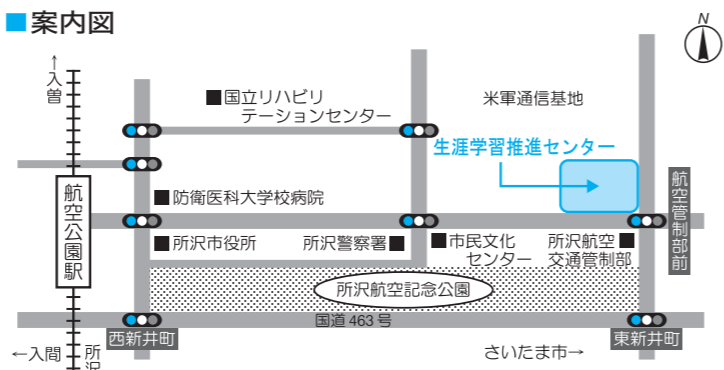 ■案内図
N
↑入曽
■国立リハビリ
テーションセンター
米軍通信基地
生涯学習推進センター
航空公園駅
■防衛医科大学校病院
航空管制部前
■所沢市役所
所沢警察署■
■市民文化
センター
所沢航空■
交通管制部
所沢航空記念公園
国道463号
西新井町
東新井町
←入間
所沢
さいたま市→